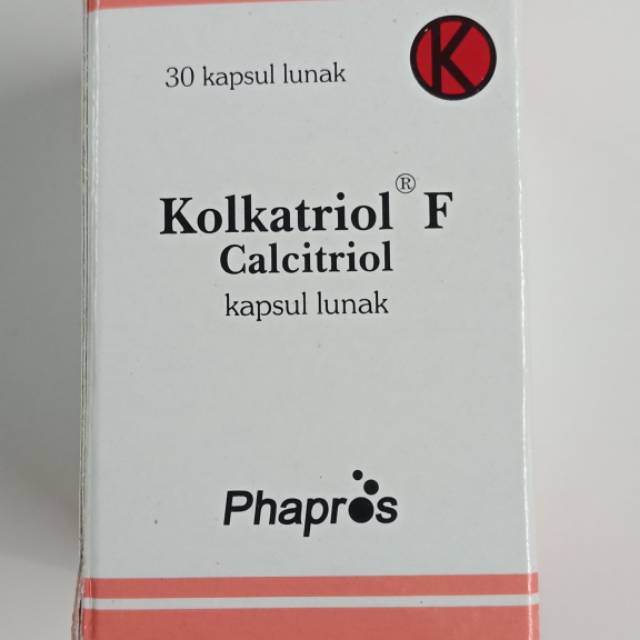 30 kapsul lunak
K
Kolkatriol® F
Calcitriol
kapsul lunak
Phapros